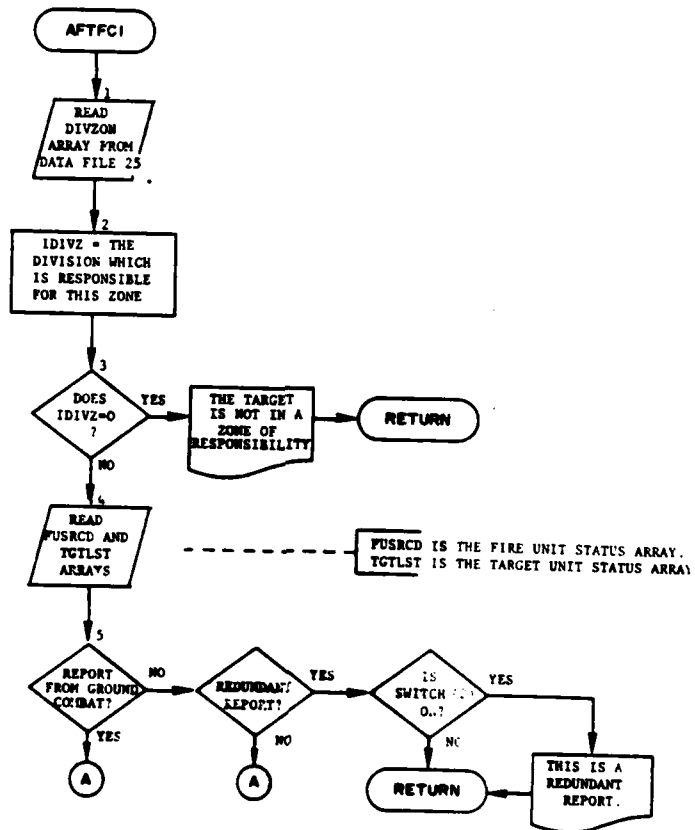 AFTFC1
1
READ
DIVZON
ARRAY FROM
DATA FILE 25
2
IDIVZ = THE
DIVISION WHICH
IS RESPONSIBLE
FOR THIS ZONE
3
DOES
IDIVZ=0
?
YES
NO
THE TARGET
IS NOT IN A
ZONE OF
RESPONSIBILITY
RETURN
4
READ
FUSRCD AND
TGTLST
ARRAYS
FUSRCD IS THE FIRE UNIT STATUS ARRAY.
TGTLST IS THE TARGET UNIT STATUS ARRAY
5
REPORT
FROM GROUND
COMBAT?
NO
YES
REDUNDANT
REPORT?
YES
NO
IS
SWITCH
YES
NO
A
A
RETURN
THIS IS A
REDUNDANT
REPORT.